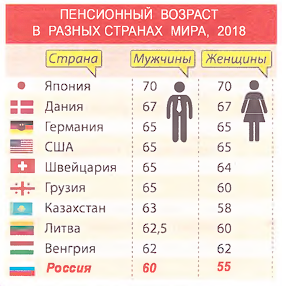 ПЕНСИОННЫЙ ВОЗРАСТ
В РАЗНЫХ СТРАНАХ МИРА, 2018
Страна Мужчины Женщины
Япония 70 70
Дания 67 67
Германия 65 65
США 65 65
Швейцария 65 64
Грузия 65 60
Казахстан 63 58
Литва 62,5 60
Венгрия 62 62
Россия 60 55